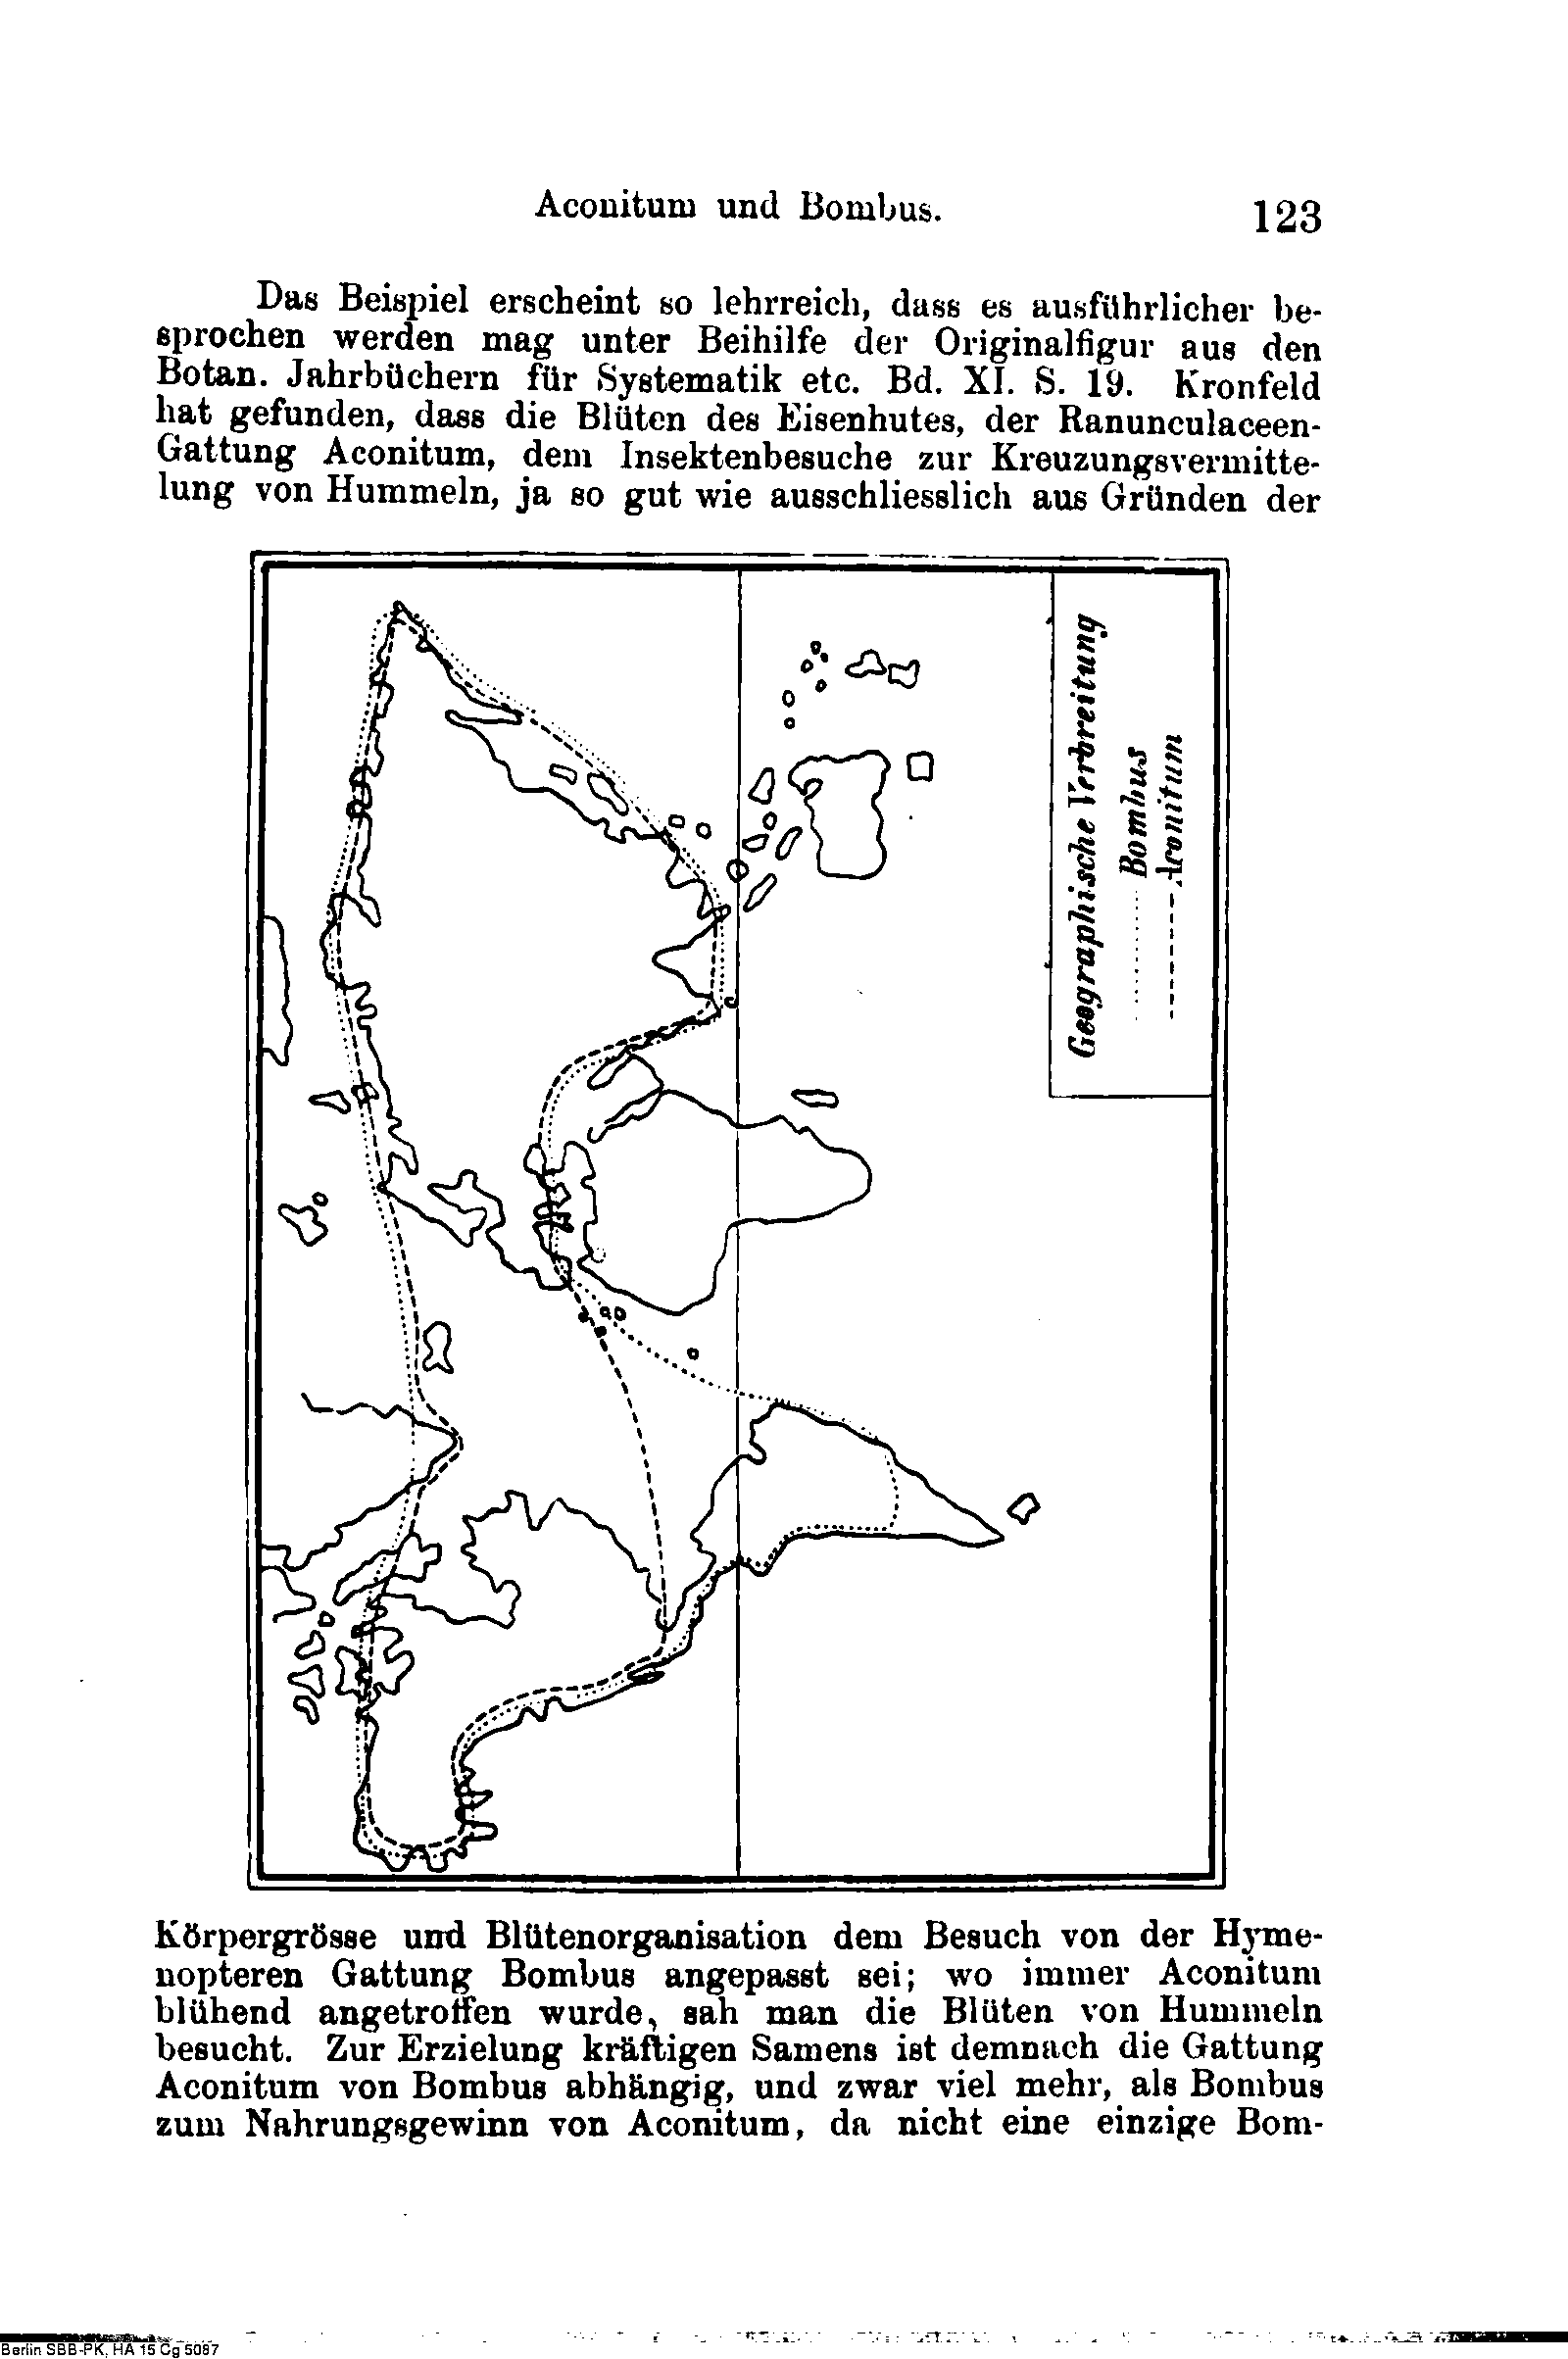 Aconitum und Bombus. 123
Das Beispiel erscheint so lehrreich, dass es ausführlicher be-
sprochen werden mag unter Beihilfe der Originalfigur aus den
Botan. Jahrbüchern für Systematik etc. Bd. XI. S. 19. Kronfeld
hat gefunden, dass die Blüten des Eisenhutes, der Ranunculaceen-
Gattung Aconitum, dem Insektenbesuche zur Kreuzungsvermitte-
lung von Hummeln, ja so gut wie ausschliesslich aus Gründen der
Geographische Verbreitung
Bombus
Aconitum
Körpergrösse und Blütenorganisation dem Besuch von der Hyme-
nopteren Gattung Bombus angepasst sei; wo immer Aconitum
blühend angetroffen wurde, sah man die Blüten von Hummeln
besucht. Zur Erzielung kräftigen Samens ist demnach die Gattung
Aconitum von Bombus abhängig, und zwar viel mehr, als Bombus
zum Nahrungsgewinn von Aconitum, da nicht eine einzige Bom-
Berlin SBB-PK, HA 15 Cg 5087